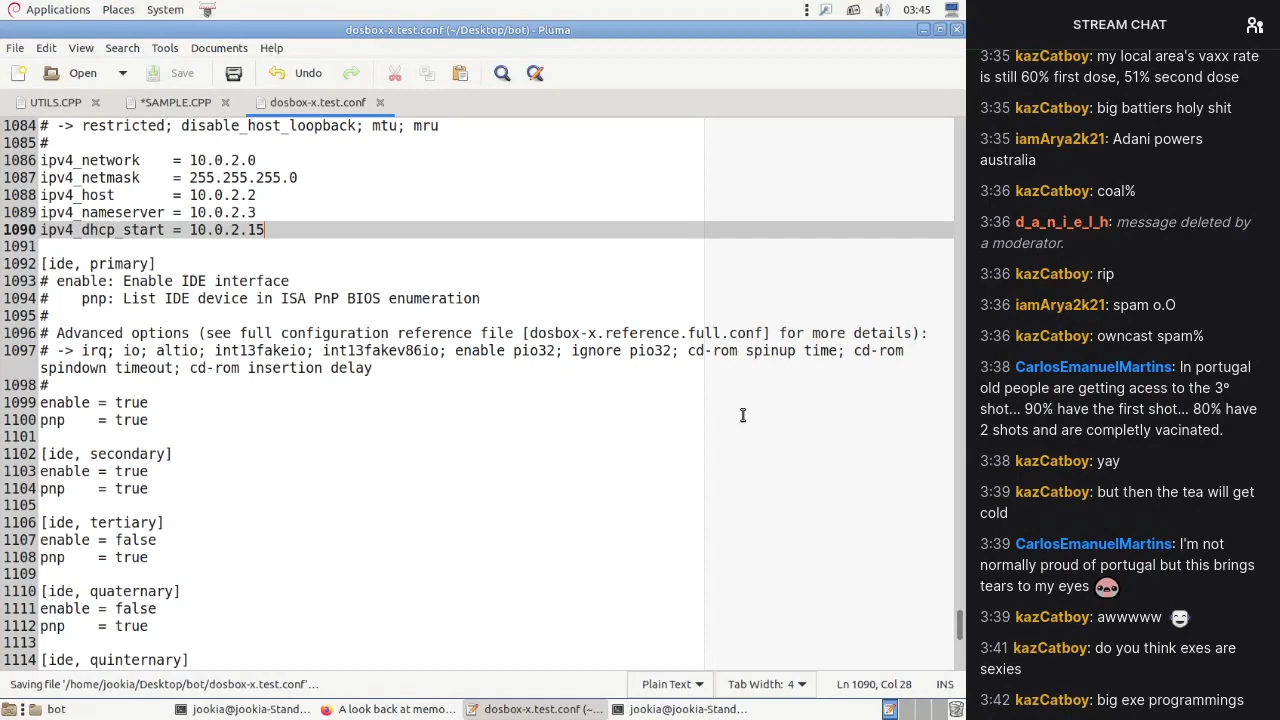 Applications Places System 03:45
dosbox-x.test.conf (~/Desktop/bot) - Pluma
File Edit View Search Tools Documents Help
Open Save Undo
UTILS.CPP *SAMPLE.CPP dosbox-x.test.conf
1084 # -> restricted; disable_host_loopback; mtu; mru
1085 #
1086 ipv4_network    = 10.0.2.0
1087 ipv4_netmask    = 255.255.255.0
1088 ipv4_host       = 10.0.2.2
1089 ipv4_nameserver = 10.0.2.3
1090 ipv4_dhcp_start = 10.0.2.15
1091
1092 [ide, primary]
1093 # enable: Enable IDE interface
1094 #    pnp: List IDE device in ISA PnP BIOS enumeration
1095 #
1096 # Advanced options (see full configuration reference file [dosbox-x.reference.full.conf] for more details):
1097 # -> irq; io; altio; int13fakeio; int13fakev86io; enable pio32; ignore pio32; cd-rom spinup time; cd-rom
spindown timeout; cd-rom insertion delay
1098 #
1099 enable = true
1100 pnp    = true
1101
1102 [ide, secondary]
1103 enable = true
1104 pnp    = true
1105
1106 [ide, tertiary]
1107 enable = false
1108 pnp    = true
1109
1110 [ide, quaternary]
1111 enable = false
1112 pnp    = true
1113
1114 [ide, quinternary]
Saving file '/home/jookia/Desktop/bot/dosbox-x.test.conf'... Plain Text Tab Width: 4 Ln 1090, Col 28 INS
bot jookia@jookia-Stand... A look back at memo... dosbox-x.test.conf (~... jookia@jookia-Stand...
STREAM CHAT
3:35 kazCatboy: my local area's vaxx rate
is still 60% first dose, 51% second dose
3:35 kazCatboy: big battiers holy shit
3:35 iamArya2k21: Adani powers
australia
3:36 kazCatboy: coal%
3:36 d_a_n_i_e_l_h: message deleted by
a moderator.
3:36 kazCatboy: rip
3:36 iamArya2k21: spam o.O
3:36 kazCatboy: owncast spam%
3:38 CarlosEmanuelMartins: In portugal
old people are getting acess to the 3º
shot... 90% have the first shot... 80% have
2 shots and are completly vacinated.
3:38 kazCatboy: yay
3:39 kazCatboy: but then the tea will get
cold
3:39 CarlosEmanuelMartins: I'm not
normally proud of portugal but this brings
tears to my eyes
3:39 kazCatboy: awwwww
3:41 kazCatboy: do you think exes are
sexies
3:42 kazCatboy: big exe programmings